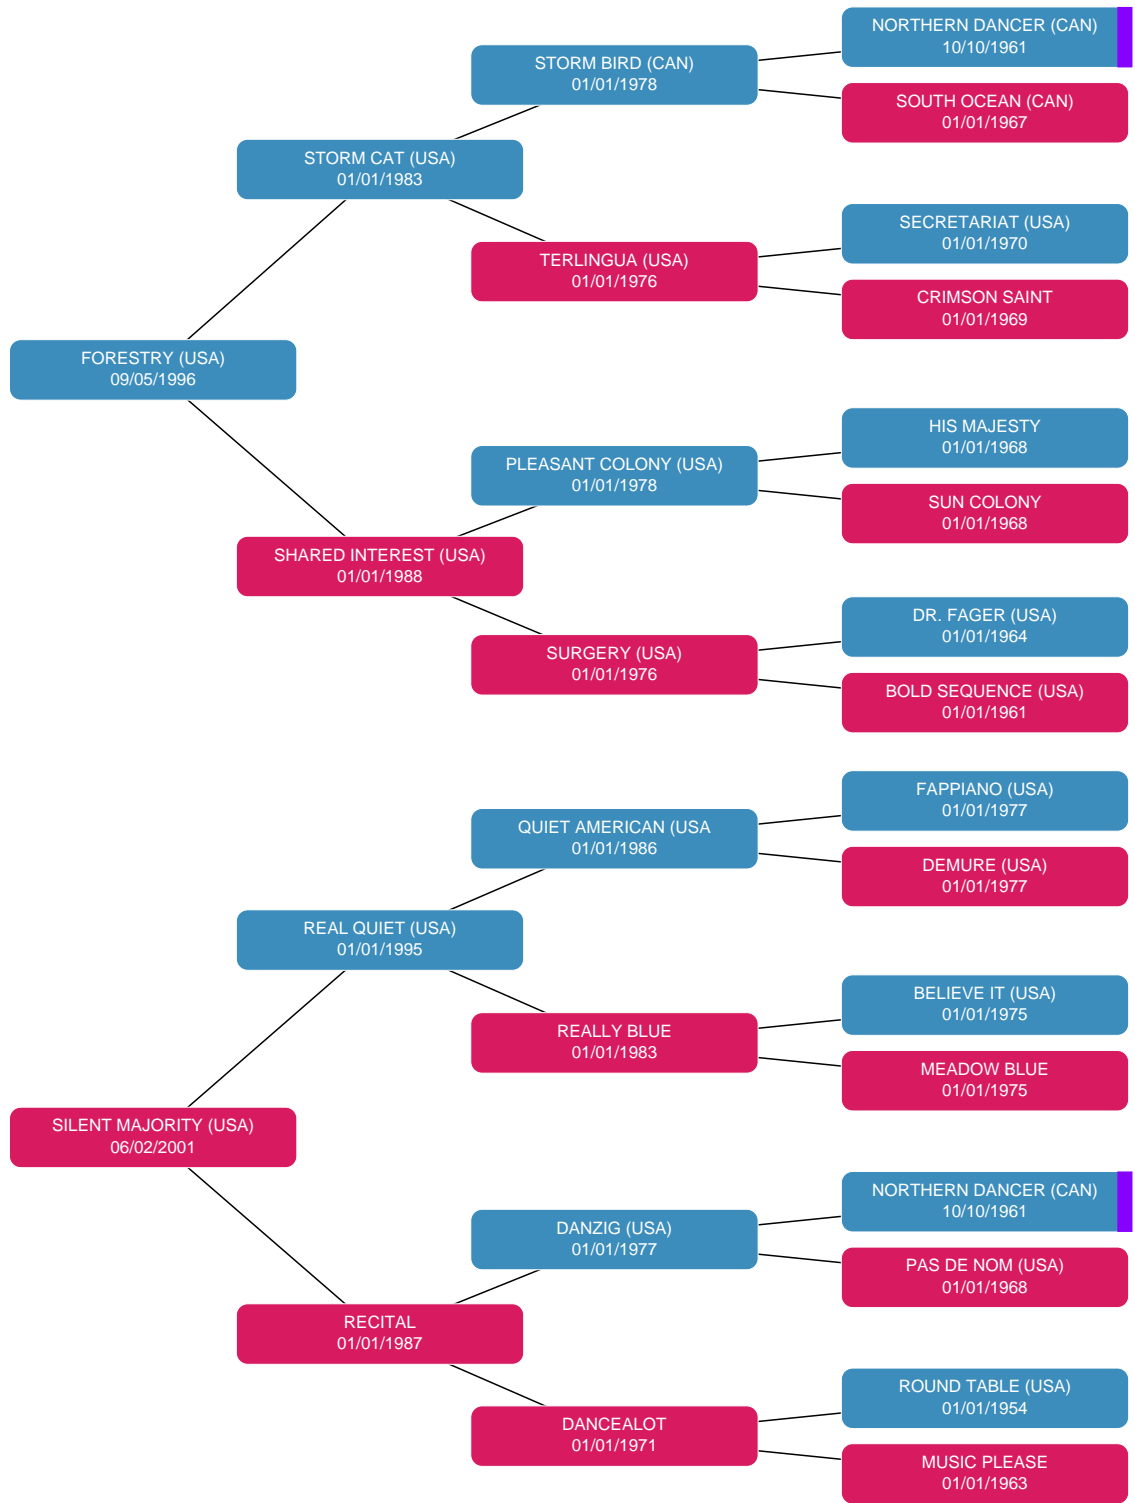 NORTHERN DANCER (CAN)
10/10/1961
STORM BIRD (CAN)
01/01/1978
SOUTH OCEAN (CAN)
01/01/1967
STORM CAT (USA)
01/01/1983
SECRETARIAT (USA)
01/01/1970
TERLINGUA (USA)
01/01/1976
CRIMSON SAINT
01/01/1969
FORESTRY (USA)
09/05/1996
HIS MAJESTY
01/01/1968
PLEASANT COLONY (USA)
01/01/1978
SUN COLONY
01/01/1968
SHARED INTEREST (USA)
01/01/1988
DR. FAGER (USA)
01/01/1964
SURGERY (USA)
01/01/1976
BOLD SEQUENCE (USA)
01/01/1961
FAPPIANO (USA)
01/01/1977
QUIET AMERICAN (USA
01/01/1986
DEMURE (USA)
01/01/1977
REAL QUIET (USA)
01/01/1995
BELIEVE IT (USA)
01/01/1975
REALLY BLUE
01/01/1983
MEADOW BLUE
01/01/1975
SILENT MAJORITY (USA)
06/02/2001
NORTHERN DANCER (CAN)
10/10/1961
DANZIG (USA)
01/01/1977
PAS DE NOM (USA)
01/01/1968
RECITAL
01/01/1987
ROUND TABLE (USA)
01/01/1954
DANCEALOT
01/01/1971
MUSIC PLEASE
01/01/1963